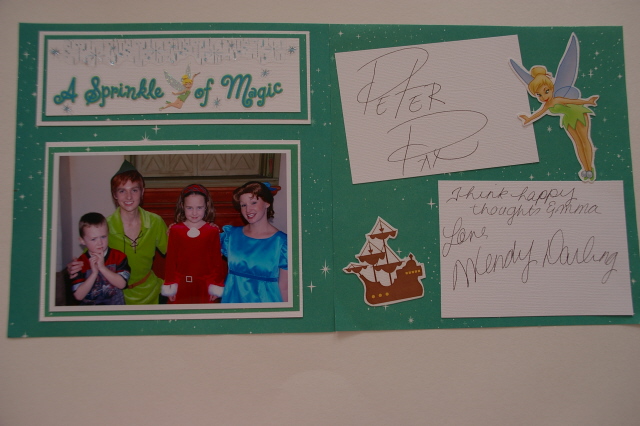 A Sprinkle of Magic
PETER
PAN
Think happy
thoughts Emma
Love
Wendy Darling